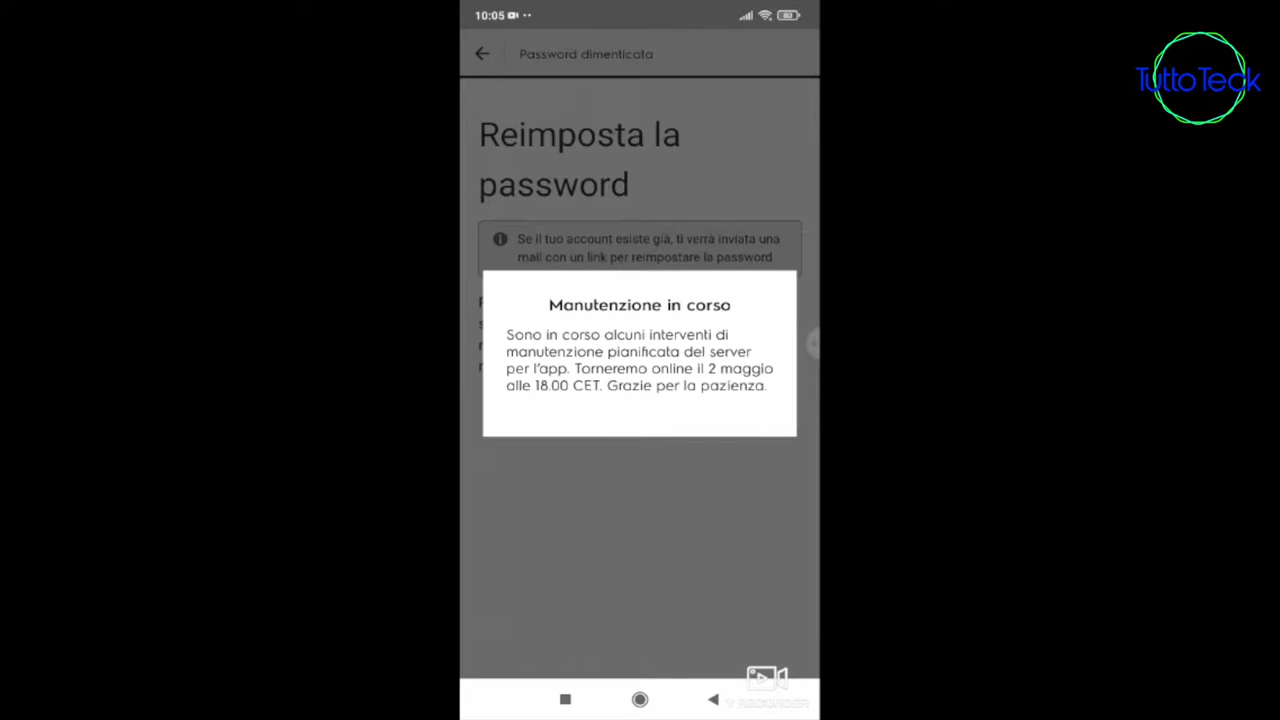 10:05
80
TuttoTeck
Password dimenticata
Reimposta la
password
Se il tuo account esiste già, ti verrà inviata una
mail con un link per reimpostare la password
Manutenzione in corso
Sono in corso alcuni interventi di
manutenzione pianificata del server
per l'app. Torneremo online il 2 maggio
alle 18.00 CET. Grazie per la pazienza.